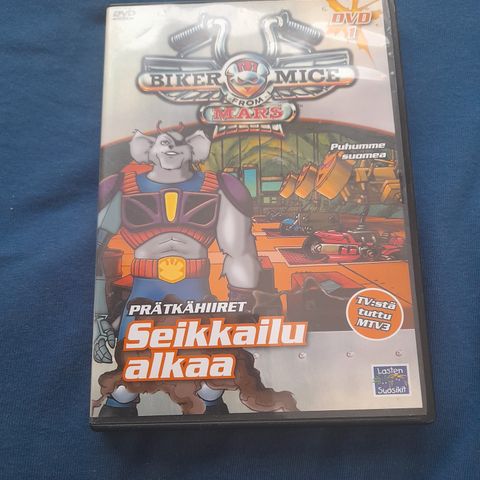 DVD
DVD
1
BIKER MICE
FROM
MARS
Puhumme
suomea
PRÄTKÄHIIRET
Seikkailu
alkaa
TV:stä
tuttu
MTV3
Lasten
Suosikit